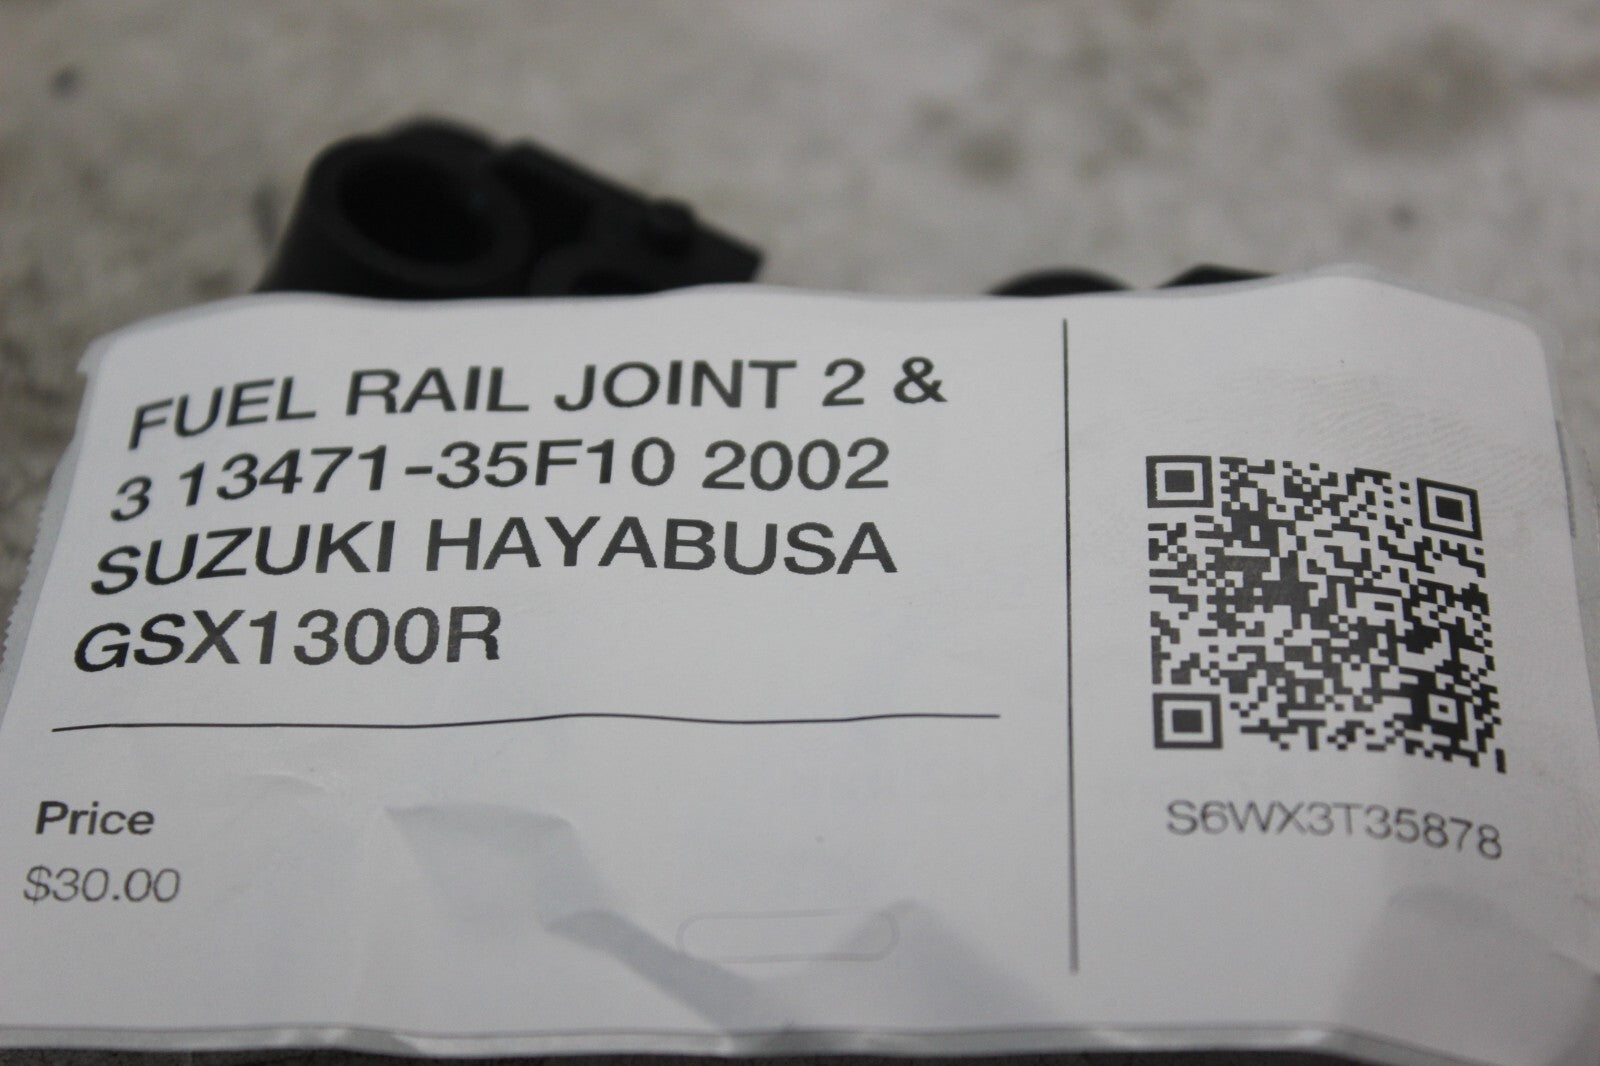 FUEL RAIL JOINT 2 &
3 13471-35F10 2002
SUZUKI HAYABUSA
GSX1300R
Price
$30.00
S6WX3T35878